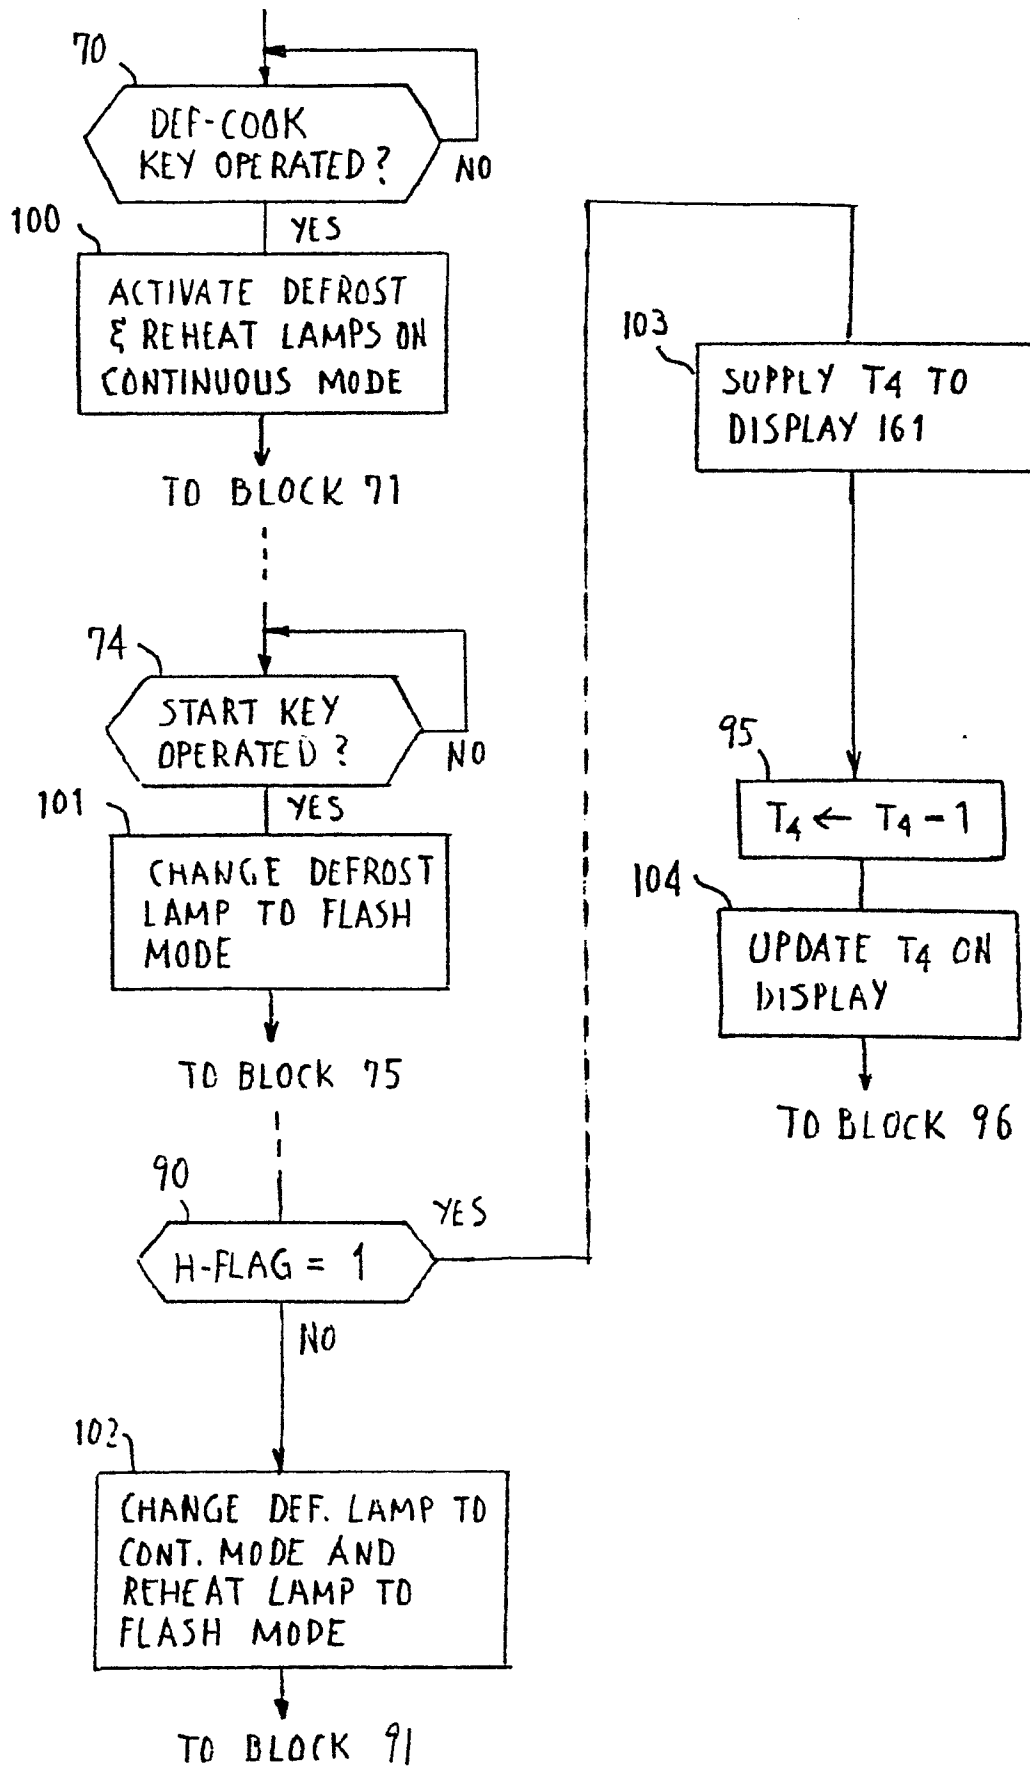 70
DEF-COOK
KEY OPERATED?
NO
YES
100
ACTIVATE DEFROST
& REHEAT LAMPS ON
CONTINUOUS MODE
TO BLOCK 71
74
START KEY
OPERATED?
NO
YES
101
CHANGE DEFROST
LAMP TO FLASH
MODE
TO BLOCK 75
90
H-FLAG = 1
YES
NO
102
CHANGE DEF. LAMP TO
CONT. MODE AND
REHEAT LAMP TO
FLASH MODE
TO BLOCK 91
103
SUPPLY T4 TO
DISPLAY 161
95
T4 ← T4 - 1
104
UPDATE T4 ON
DISPLAY
TO BLOCK 96